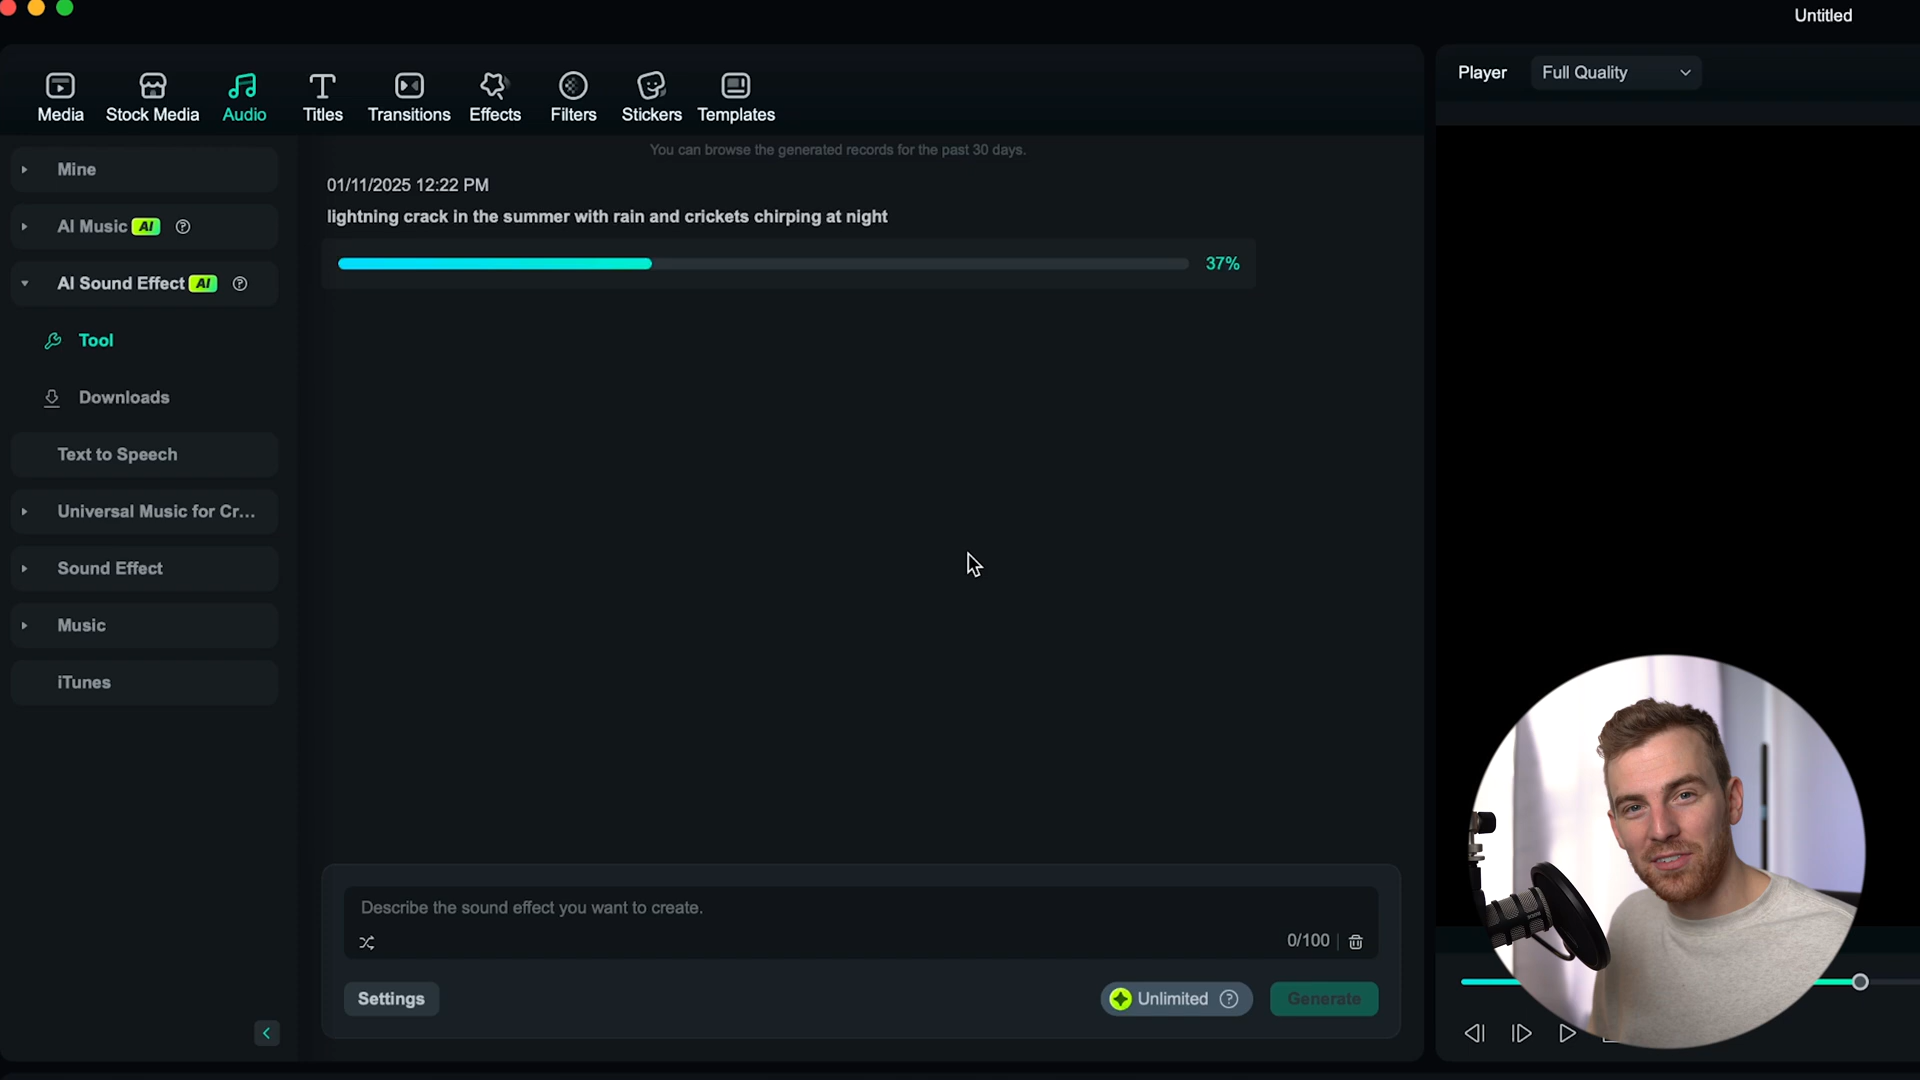 Untitled
Media
Stock Media
Audio
Titles
Transitions
Effects
Filters
Stickers
Templates
Player
Full Quality
Mine
AI Music AI
AI Sound Effect AI
Tool
Downloads
Text to Speech
Universal Music for Cr...
Sound Effect
Music
iTunes
You can browse the generated records for the past 30 days.
01/11/2025 12:22 PM
lightning crack in the summer with rain and crickets chirping at night
37%
Describe the sound effect you want to create.
0/100
Settings
Unlimited
Generate